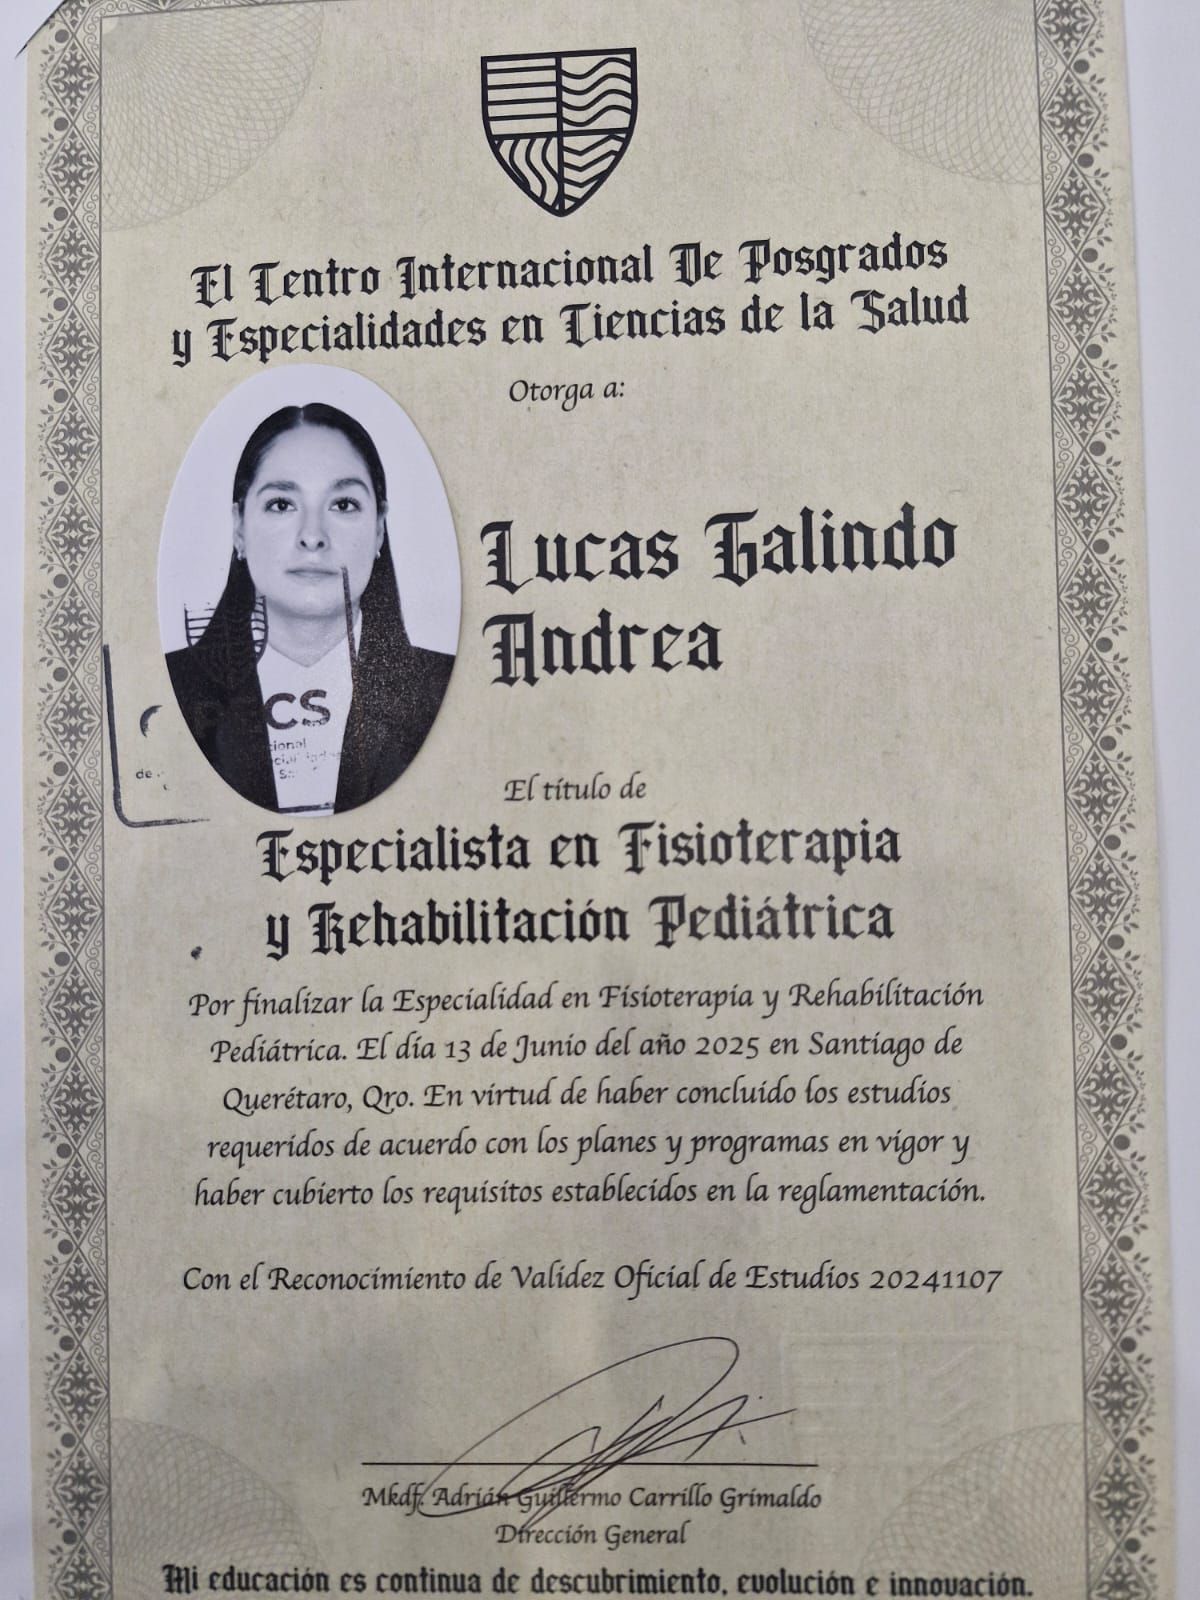 El Centro Internacional De Posgrados
y Especialidades en Ciencias de la Salud
Otorga a:
Lucas Galindo
Andrea
CS
cional
de
El título de
Especialista en Fisioterapia
y Rehabilitación Pediátrica
Por finalizar la Especialidad en Fisioterapia y Rehabilitación
Pediátrica. El día 13 de Junio del año 2025 en Santiago de
Querétaro, Qro. En virtud de haber concluido los estudios
requeridos de acuerdo con los planes y programas en vigor y
haber cubierto los requisitos establecidos en la reglamentación.
Con el Reconocimiento de Validez Oficial de Estudios 20241107
Mkdf. Adrián Guillermo Carrillo Grimaldo
Dirección General
Mi educación es continua de descubrimiento, evolución e innovación.